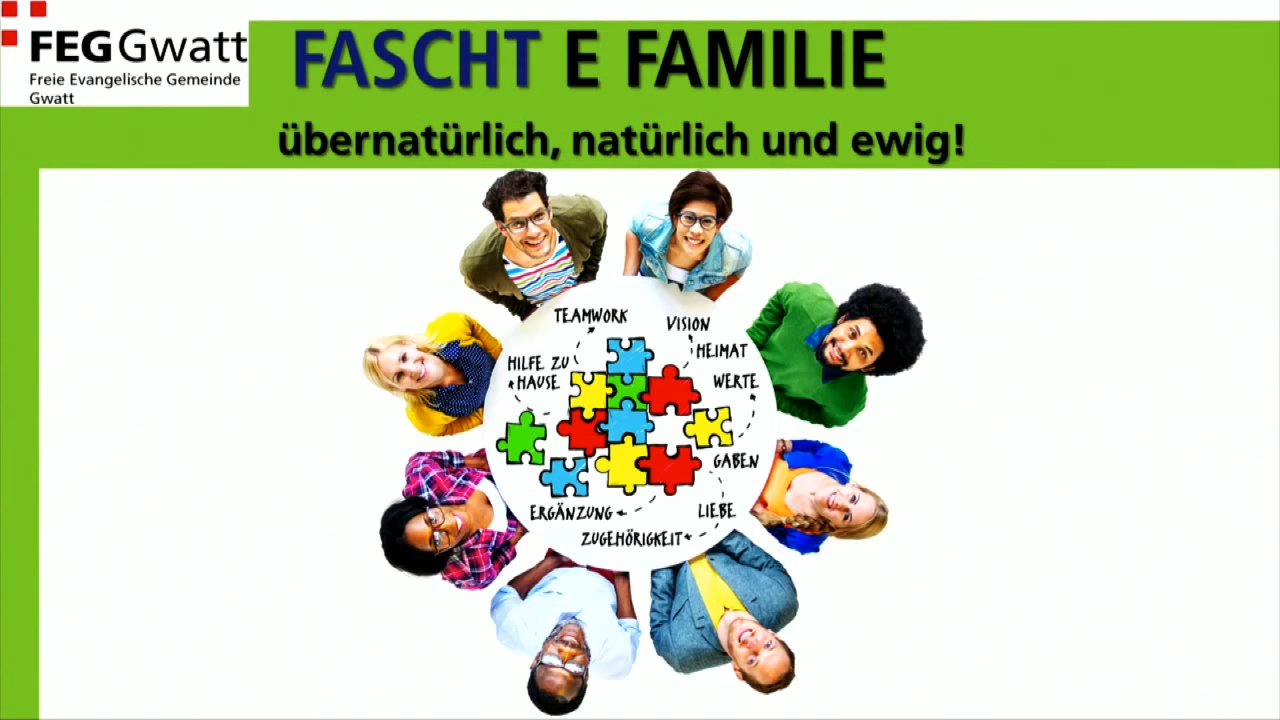 FEG Gwatt
Freie Evangelische Gemeinde
Gwatt
FASCHT E FAMILIE
übernatürlich, natürlich und ewig!
TEAMWORK
VISION
HEIMAT
HILFE ZU
HAUSE
WERTE
GABEN
LIEBE
ERGÄNZUNG
ZUGEHÖRIGKEIT